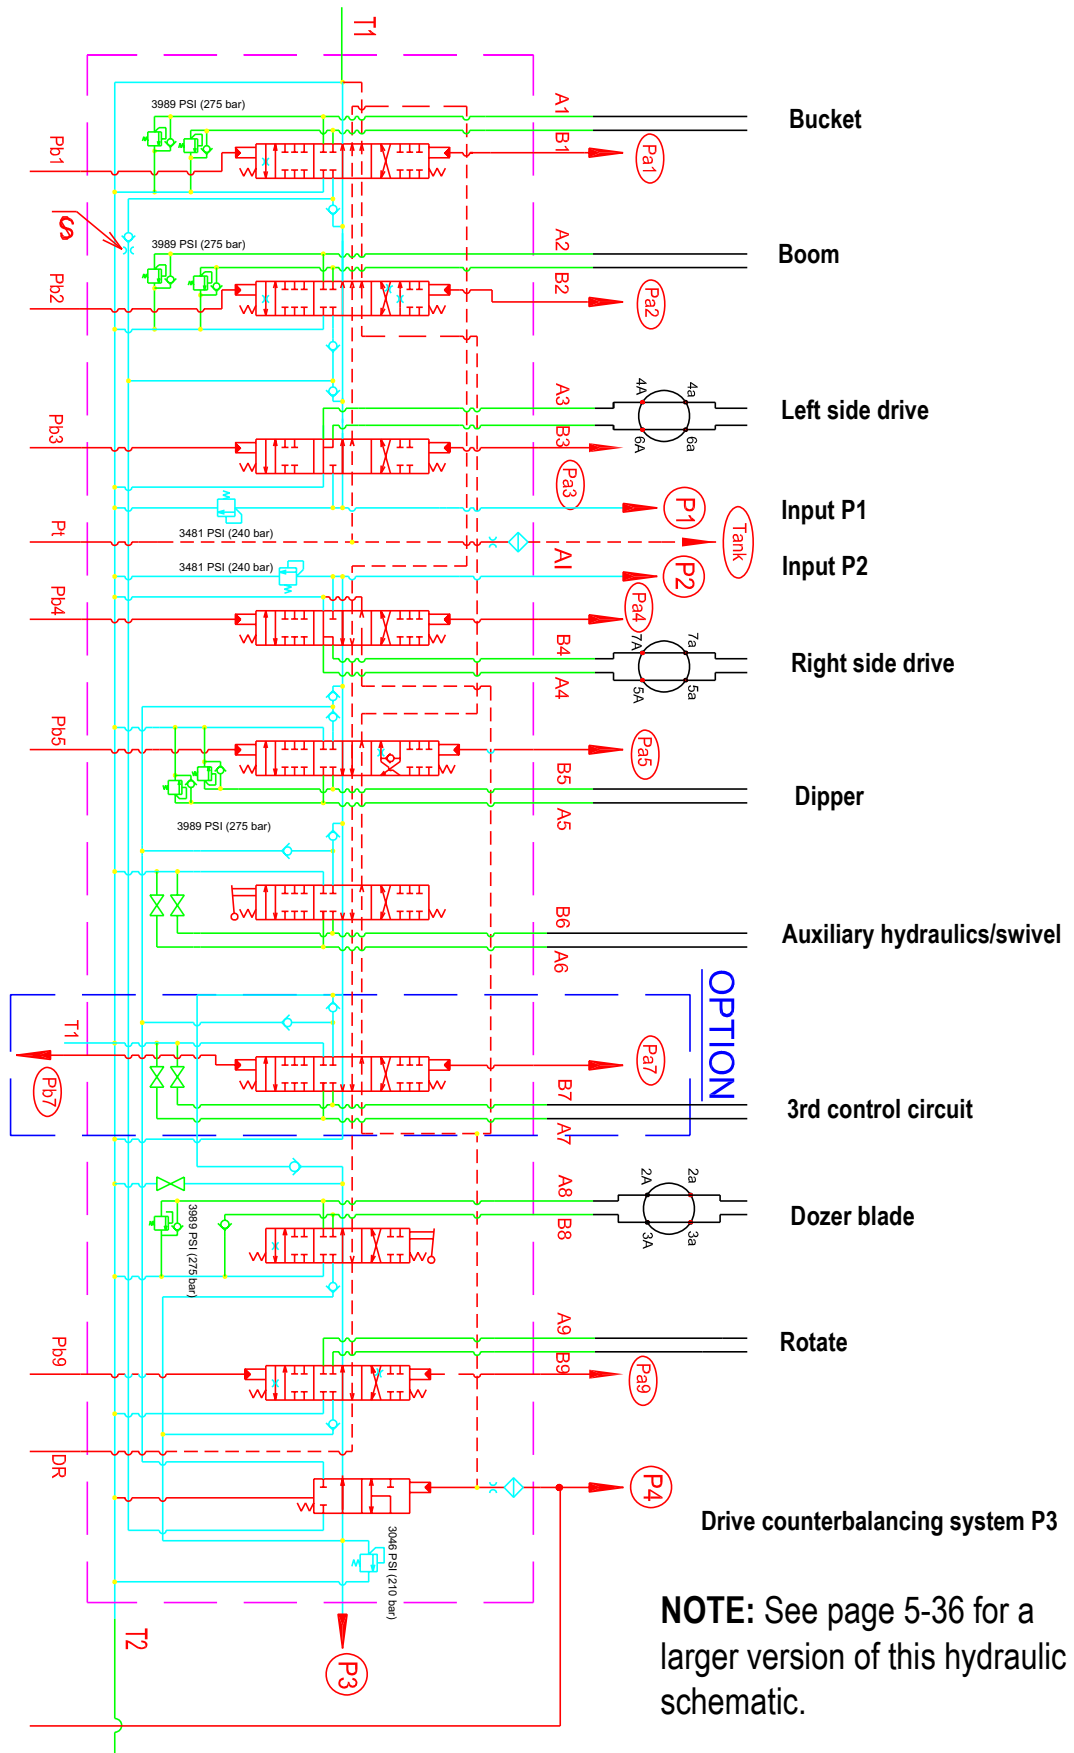 T1
3989 PSI (275 bar)
A1
Bucket
B1
Pb1
Pa1
S
3989 PSI (275 bar)
A2
Boom
B2
Pb2
Pa2
4A
4a
A3
Left side drive
B3
Pb3
6A
6a
Pa3
P1
Input P1
Pt
3481 PSI (240 bar)
Tank
AI
3481 PSI (240 bar)
P2
Input P2
Pb4
Pa4
B4
7A
7a
Right side drive
A4
5A
5a
Pb5
Pa5
B5
Dipper
A5
3989 PSI (275 bar)
B6
Auxiliary hydraulics/swivel
A6
OPTION
T1
Pb7
Pa7
B7
3rd control circuit
A7
2A
2a
A8
3989 PSI (275 bar)
Dozer blade
B8
3A
3a
A9
Rotate
Pb9
B9
Pa9
DR
P4
Drive counterbalancing system P3
3046 PSI (210 bar)
T2
P3
NOTE: See page 5-36 for a
larger version of this hydraulic
schematic.